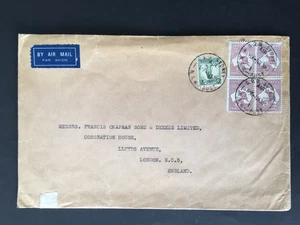 BY AIR MAIL
PAR AVION
MESSRS. FRANCIS CHAPMAN SONS & DEEKES LIMITED,
CORONATION HOUSE,
LLOYDS AVENUE,
LONDON. E.C.3,
ENGLAND.